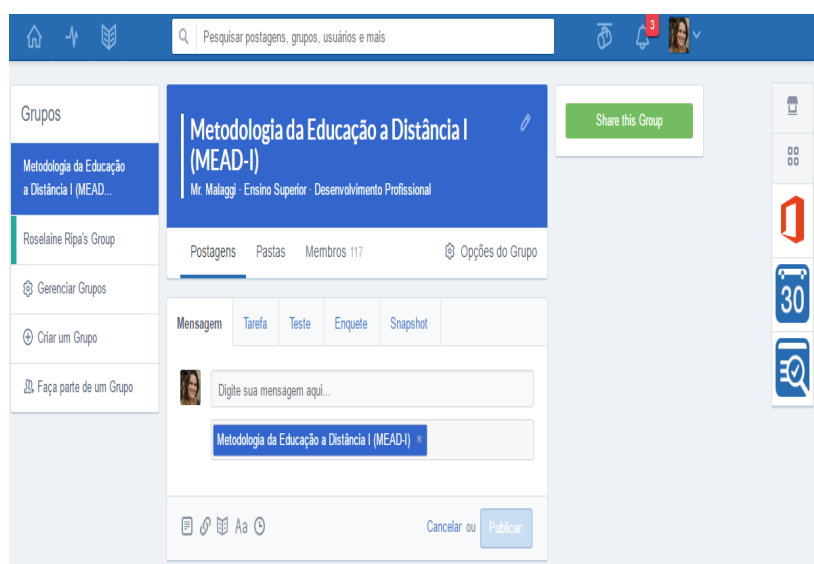 Pesquisar postagens, grupos, usuários e mais
3
Grupos
Metodologia da Educação
a Distância I (MEAD...
Roselaine Ripa's Group
Gerenciar Grupos
Criar um Grupo
Faça parte de um Grupo
Metodologia da Educação a Distância I
(MEAD-I)
Mr. Malaggi · Ensino Superior · Desenvolvimento Profissional
Postagens Pastas Membros 117 Opções do Grupo
Mensagem Tarefa Teste Enquete Snapshot
Digite sua mensagem aqui...
Metodologia da Educação a Distância I (MEAD-I) ×
Aa
Cancelar ou Publicar
Share this Group
30